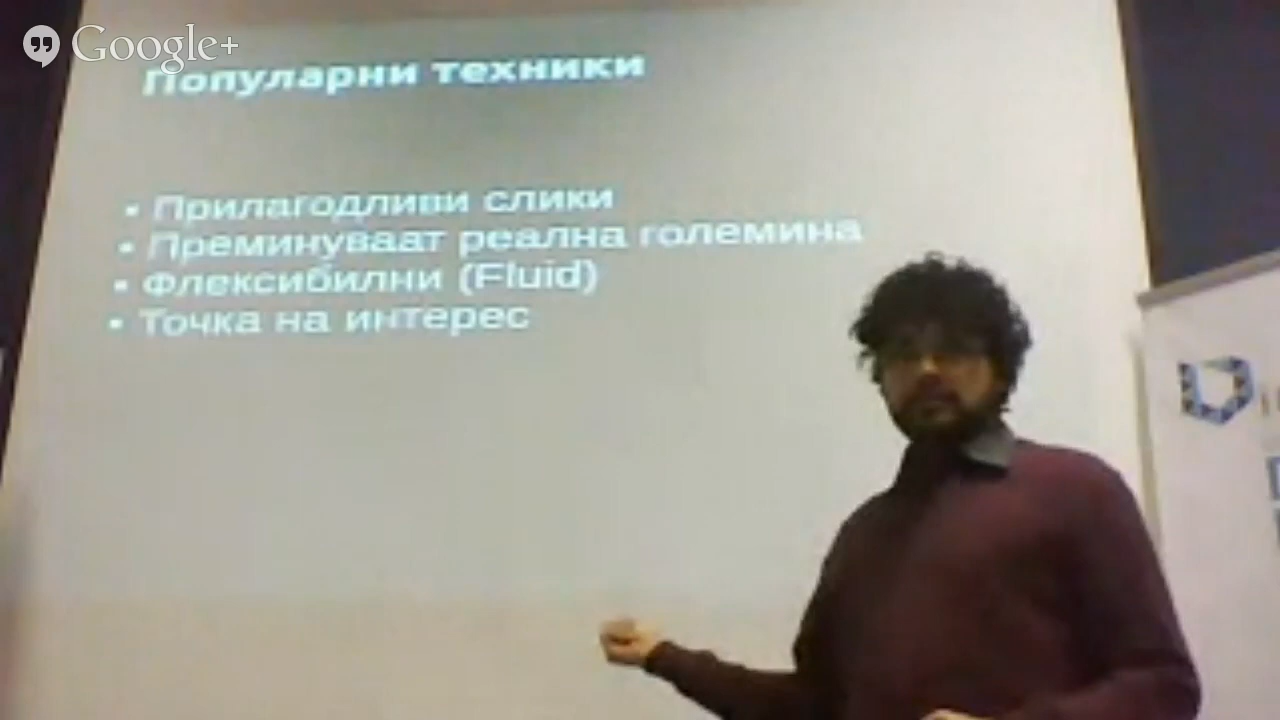 Google+
Популарни техники
• Прилагодливи слики
• Преминуваат реална големина
• Флексибилни (Fluid)
• Точка на интерес